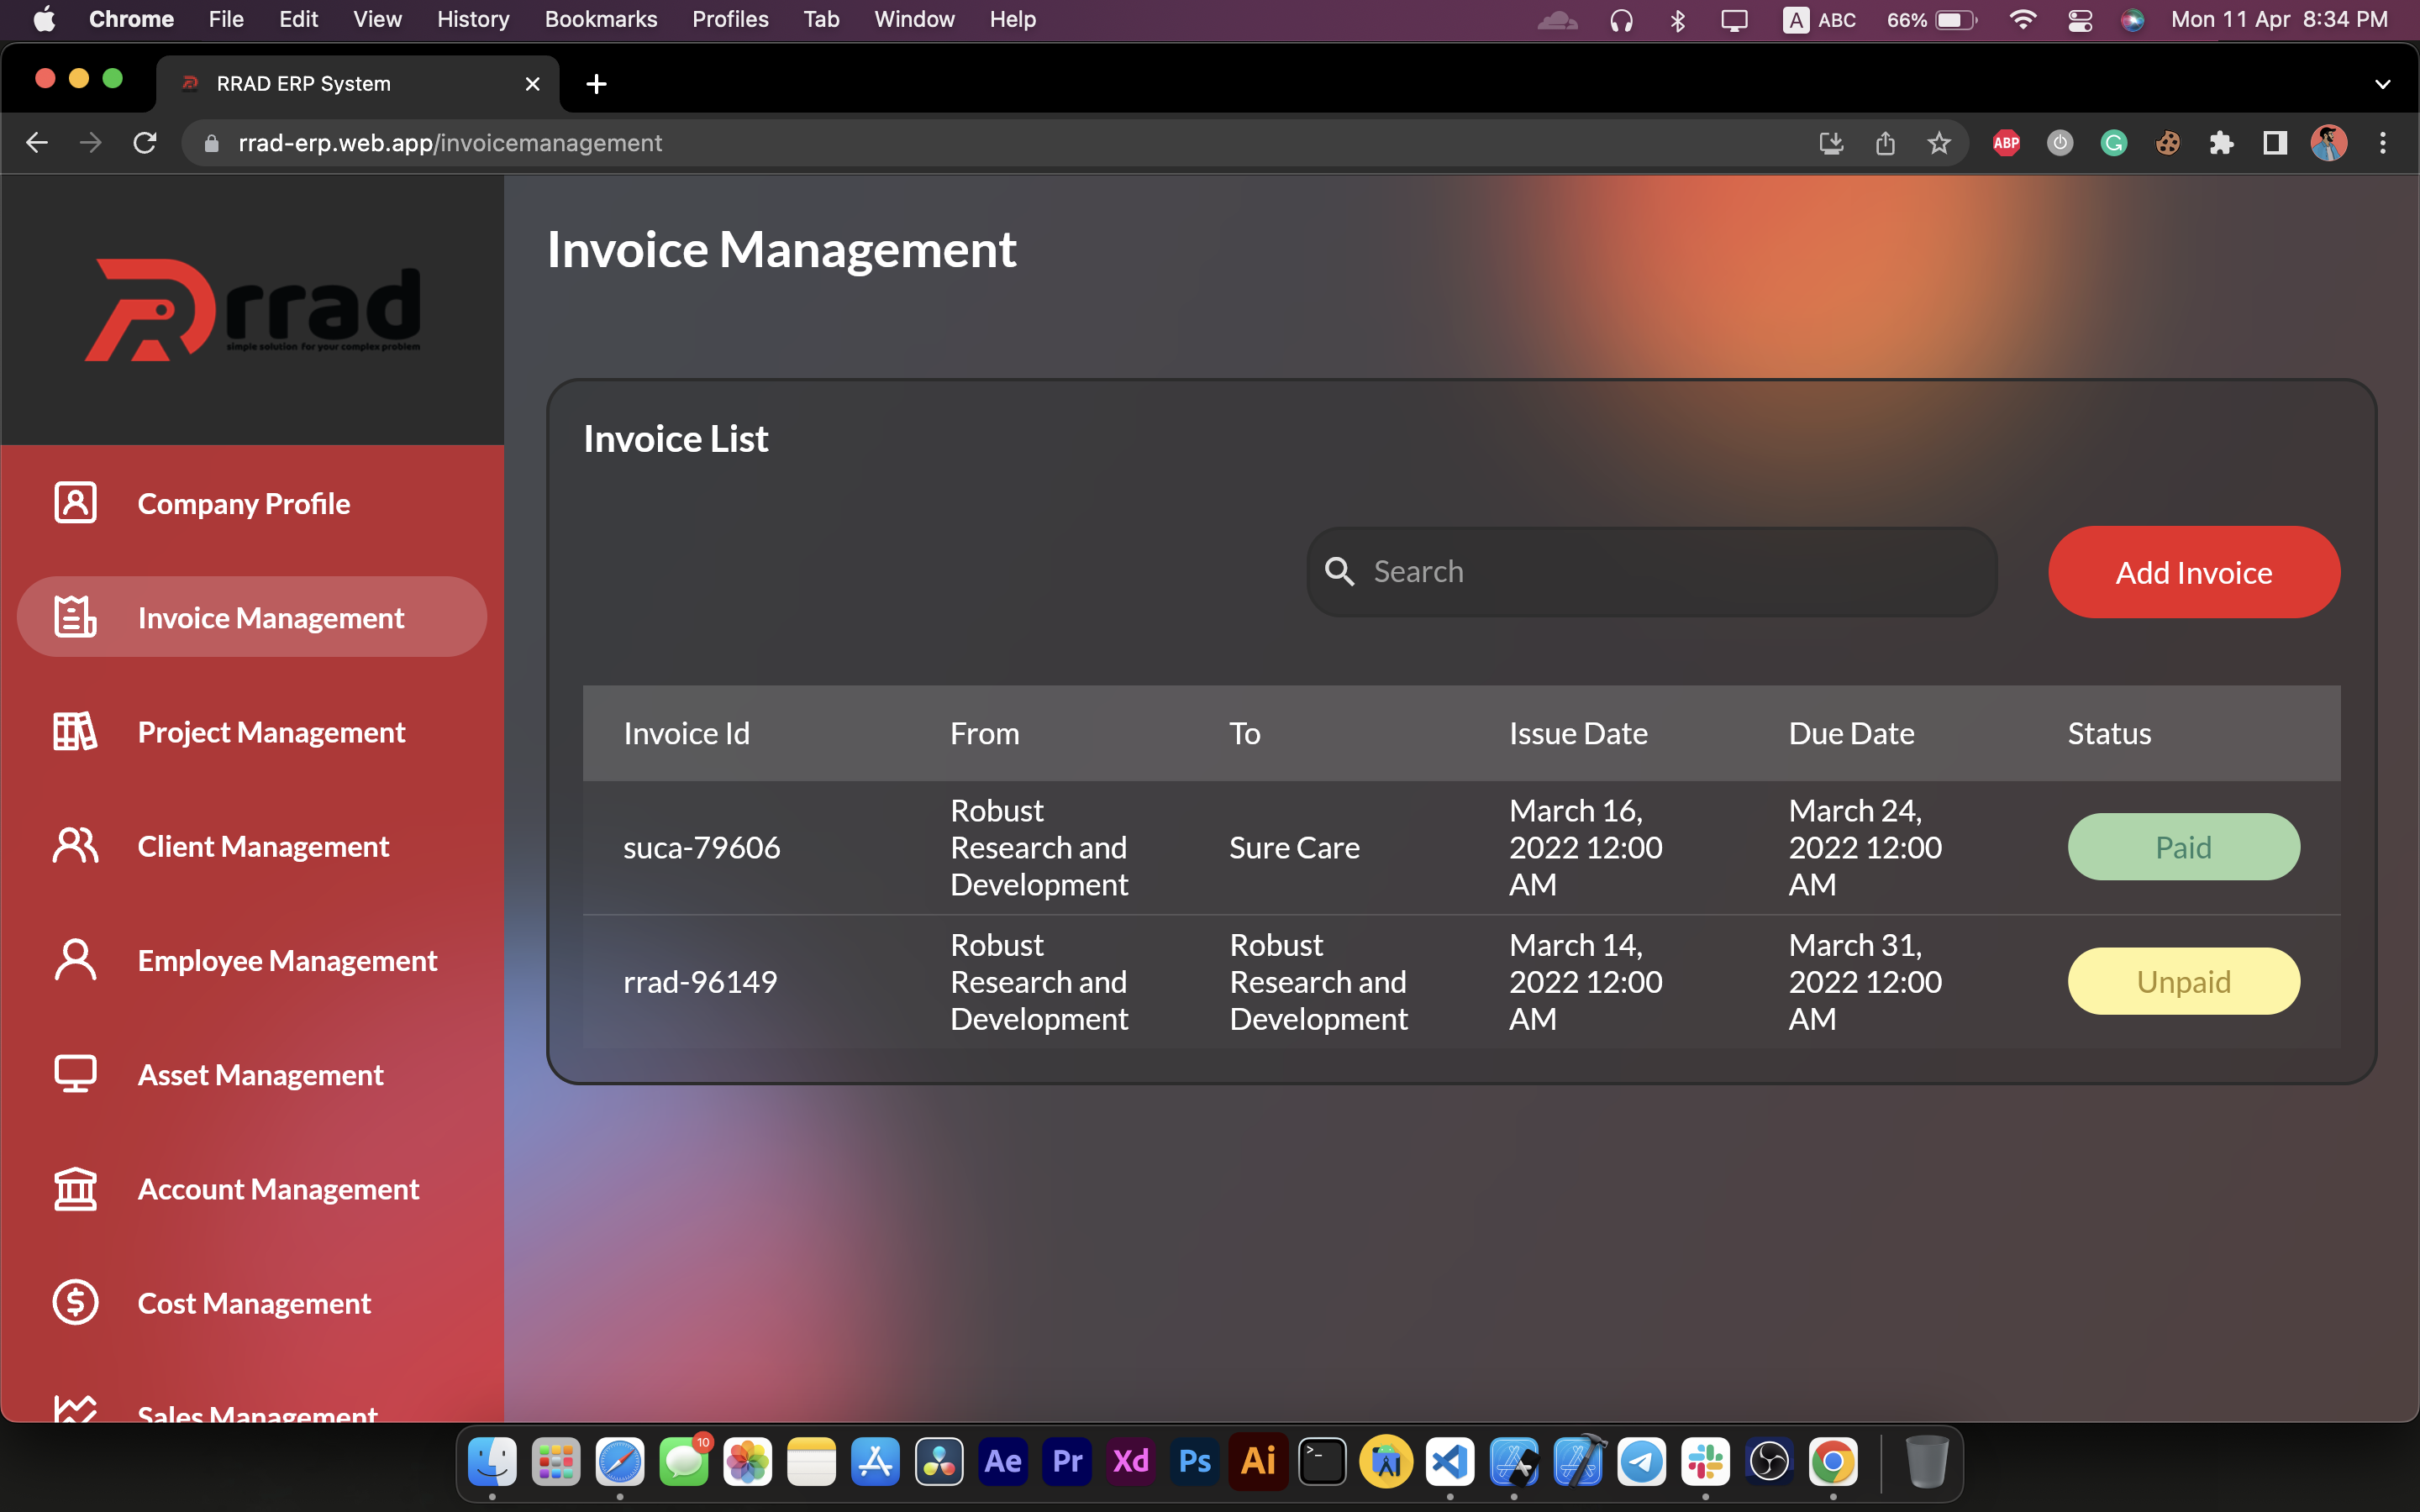 Chrome File Edit View History Bookmarks Profiles Tab Window Help A ABC 66% Mon 11 Apr 8:34 PM
RRAD ERP System
rrad-erp.web.app/invoicemanagement
ABP
rrad
simple solution for your complex problem
Company Profile
Invoice Management
Project Management
Client Management
Employee Management
Asset Management
Account Management
Cost Management
Sales Management
Invoice Management
Invoice List
Search
Add Invoice
Invoice Id From To Issue Date Due Date Status
suca-79606
Robust
Research and
Development
Sure Care
March 16,
2022 12:00
AM
March 24,
2022 12:00
AM
Paid
rrad-96149
Robust
Research and
Development
Robust
Research and
Development
March 14,
2022 12:00
AM
March 31,
2022 12:00
AM
Unpaid
10
Ae Pr Xd Ps Ai >_